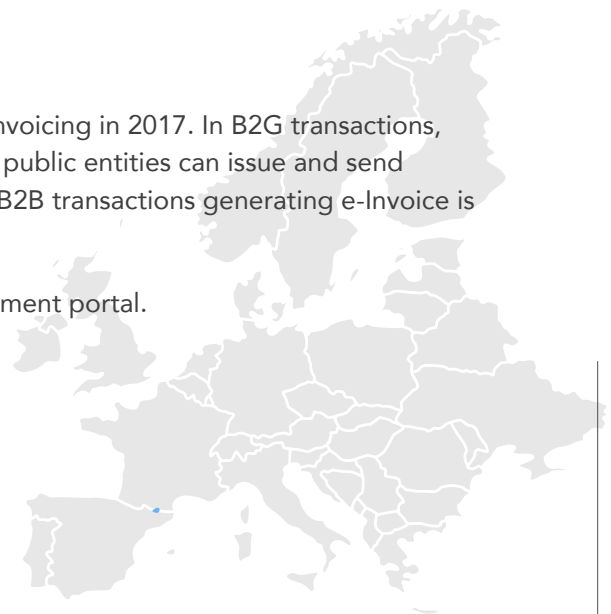 nvoicing in 2017. In B2G transactions,
public entities can issue and send
B2B transactions generating e-Invoice is
ment portal.